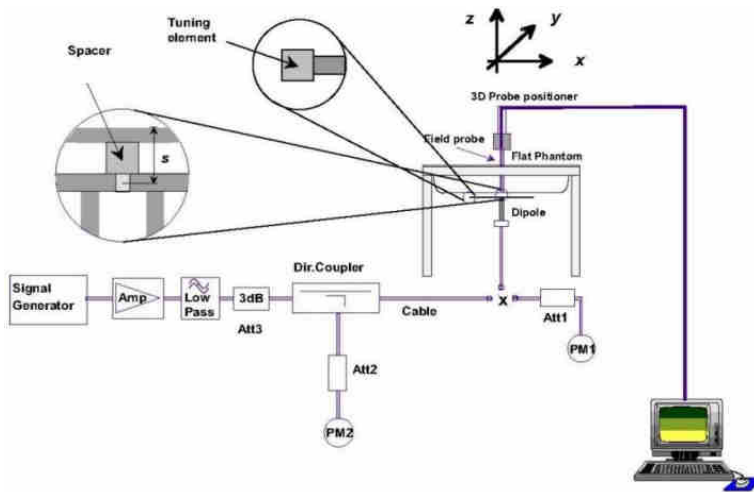 Tuning
element
Spacer
s
z
y
x
3D Probe positioner
Field probe
Flat Phantom
Dipole
Dir.Coupler
Signal
Generator
Amp
Low
Pass
3dB
Att3
Cable
x
Att1
PM1
Att2
PM2